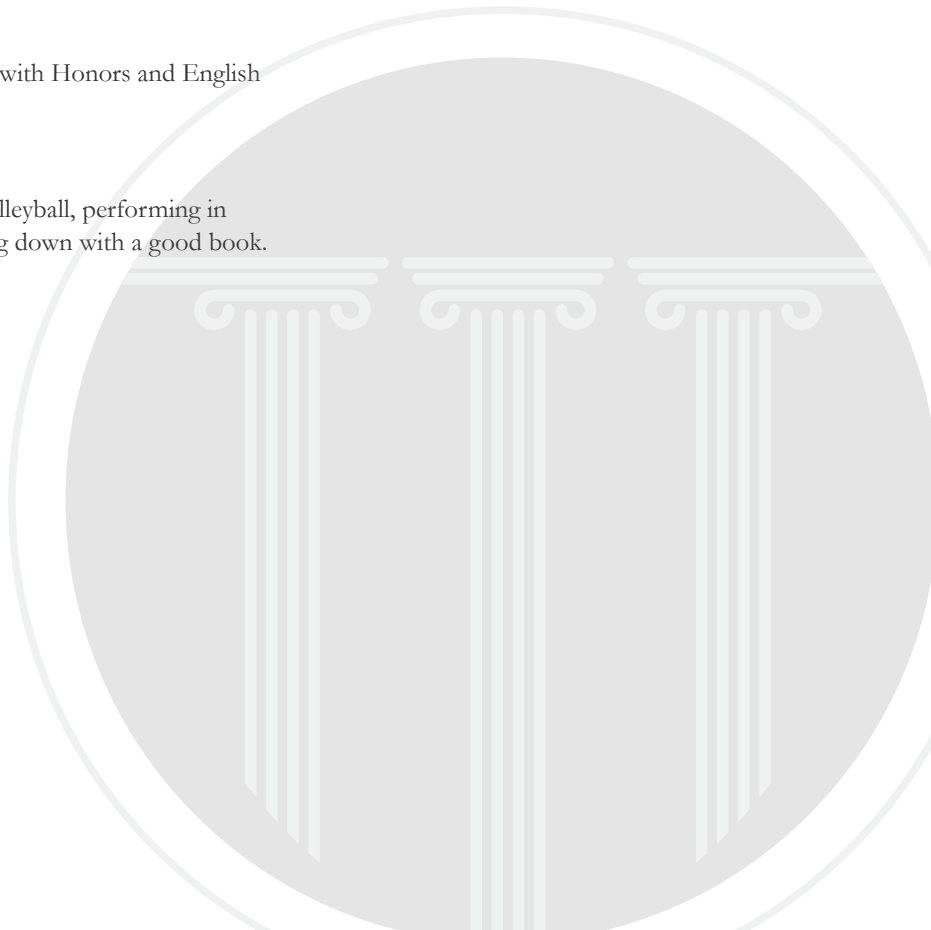 with Honors and English
lleyball, performing in
g down with a good book.